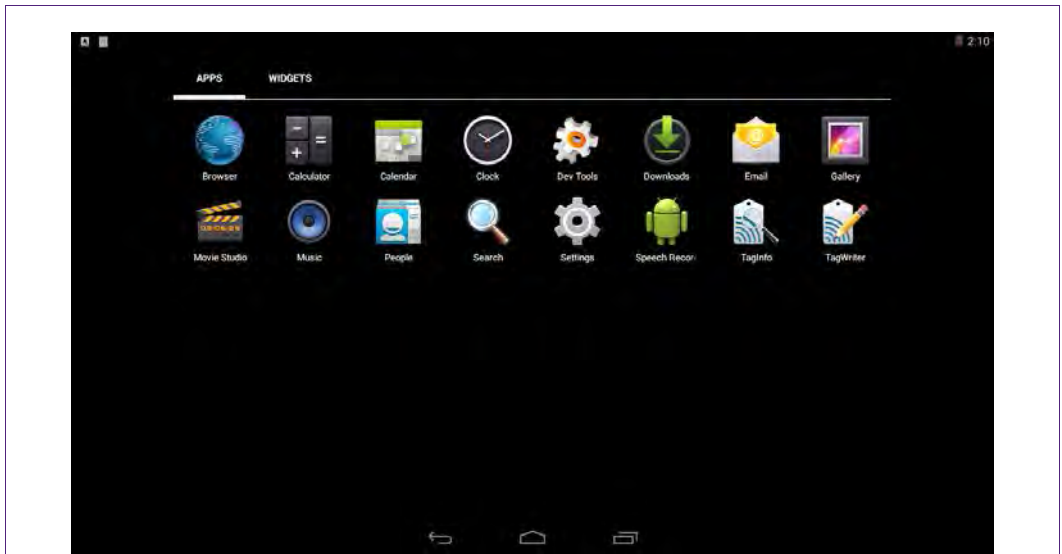 2:10
APPS WIDGETS
Browser Calculator Calendar Clock Dev Tools Downloads Email Gallery
Movie Studio Music People Search Settings Speech Recor TagInfo TagWriter